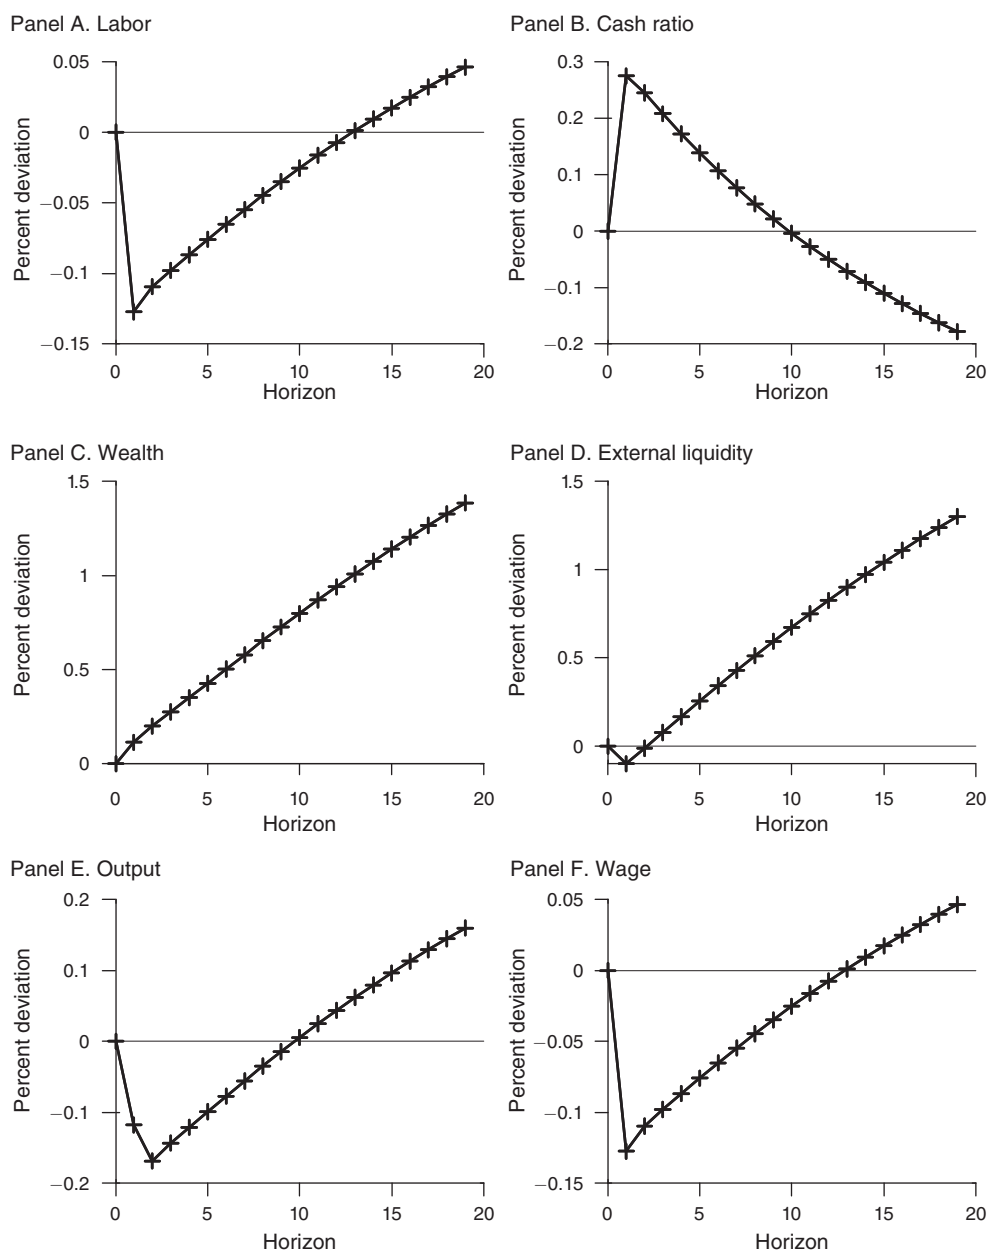 Panel A. Labor
Percent deviation
0.05
0
−0.05
−0.1
−0.15
0 5 10 15 20
Horizon
Panel B. Cash ratio
Percent deviation
0.3
0.2
0.1
0
−0.1
−0.2
0 5 10 15 20
Horizon
Panel C. Wealth
Percent deviation
1.5
1
0.5
0
0 5 10 15 20
Horizon
Panel D. External liquidity
Percent deviation
1.5
1
0.5
0
0 5 10 15 20
Horizon
Panel E. Output
Percent deviation
0.2
0.1
0
−0.1
−0.2
0 5 10 15 20
Horizon
Panel F. Wage
Percent deviation
0.05
0
−0.05
−0.1
−0.15
0 5 10 15 20
Horizon